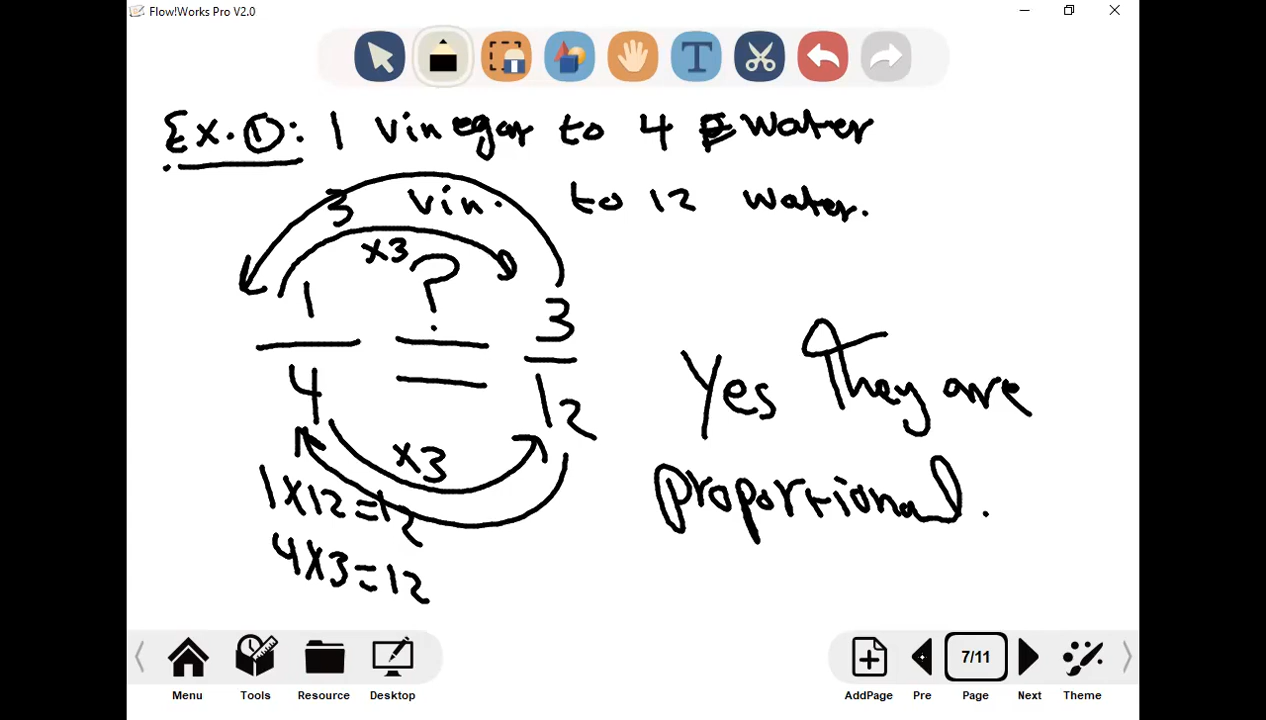 Flow!Works Pro V2.0
Ex. ①: 1 vinegar to 4 water
3 vin. to 12 water.
x3
1 ? 3
= 
4 12
x3
1x12=12
4x3=12
Yes They are
proportional.
Menu Tools Resource Desktop
7/11
AddPage Pre Page Next Theme